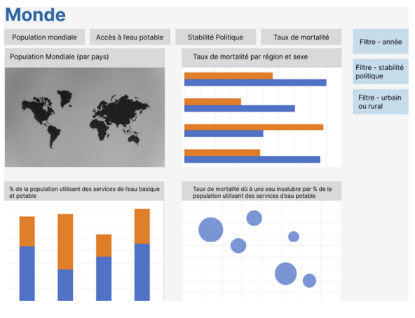 Monde
Population mondiale
Accès à l'eau potable
Stabilité Politique
Taux de mortalité
Filtre - année
Population Mondiale (par pays)
Taux de mortalité par région et sexe
Filtre - stabilité
politique
Filtre - urbain
ou rural
% de la population utilisant des services de l'eau basique
et potable
Taux de mortalité dû à une eau insalubre par % de la
population utilisant des services d'eau potable